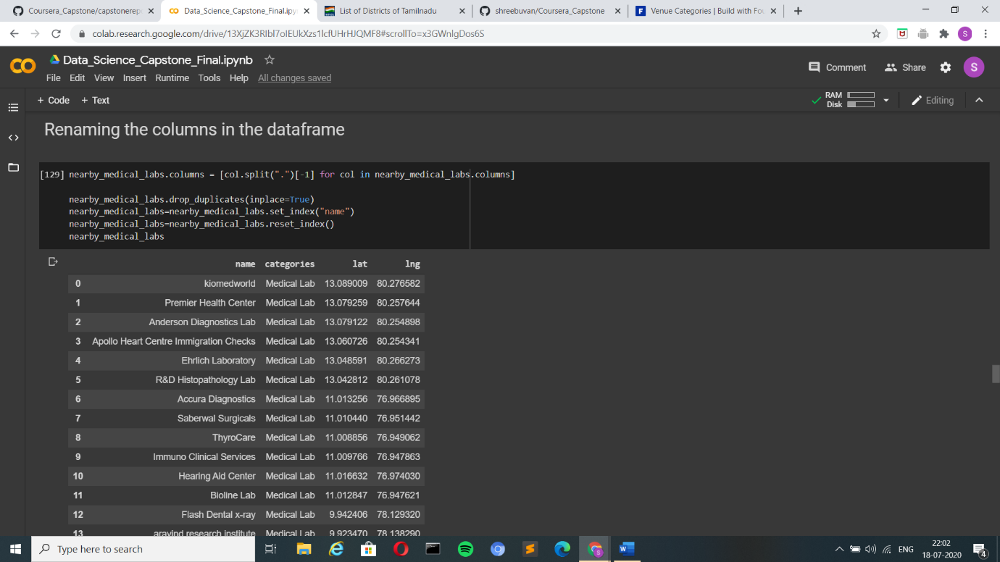 Coursera_Capstone/capstonerep
Data_Science_Capstone_Final.ipy
List of Districts of Tamilnadu
shreebuvan/Coursera_Capstone
Venue Categories | Build with Fou
colab.research.google.com/drive/13XjZK3RIbl7oIEUkXzs1lcfUHrHJQMF8#scrollTo=x3GWnlgDos6S
S
Data_Science_Capstone_Final.ipynb
Comment Share S
File Edit View Insert Runtime Tools Help All changes saved
+ Code + Text
RAM
Disk
Editing
Renaming the columns in the dataframe
[129] nearby_medical_labs.columns = [col.split(".")[-1] for col in nearby_medical_labs.columns]
nearby_medical_labs.drop_duplicates(inplace=True)
nearby_medical_labs=nearby_medical_labs.set_index("name")
nearby_medical_labs=nearby_medical_labs.reset_index()
nearby_medical_labs
name categories lat lng
0 kiomedworld Medical Lab 13.089009 80.276582
1 Premier Health Center Medical Lab 13.079259 80.257644
2 Anderson Diagnostics Lab Medical Lab 13.079122 80.254898
3 Apollo Heart Centre Immigration Checks Medical Lab 13.060726 80.254341
4 Ehrlich Laboratory Medical Lab 13.048591 80.266273
5 R&D Histopathology Lab Medical Lab 13.042812 80.261078
6 Accura Diagnostics Medical Lab 11.013256 76.966895
7 Saberwal Surgicals Medical Lab 11.010440 76.951442
8 ThyroCare Medical Lab 11.008856 76.949062
9 Immuno Clinical Services Medical Lab 11.009766 76.947863
10 Hearing Aid Center Medical Lab 11.016632 76.974030
11 Bioline Lab Medical Lab 11.012847 76.947621
12 Flash Dental x-ray Medical Lab 9.942406 78.129320
13 aravind research institute Medical Lab 9.923470 78.138290
Type here to search
ENG
22:02
18-07-2020
4